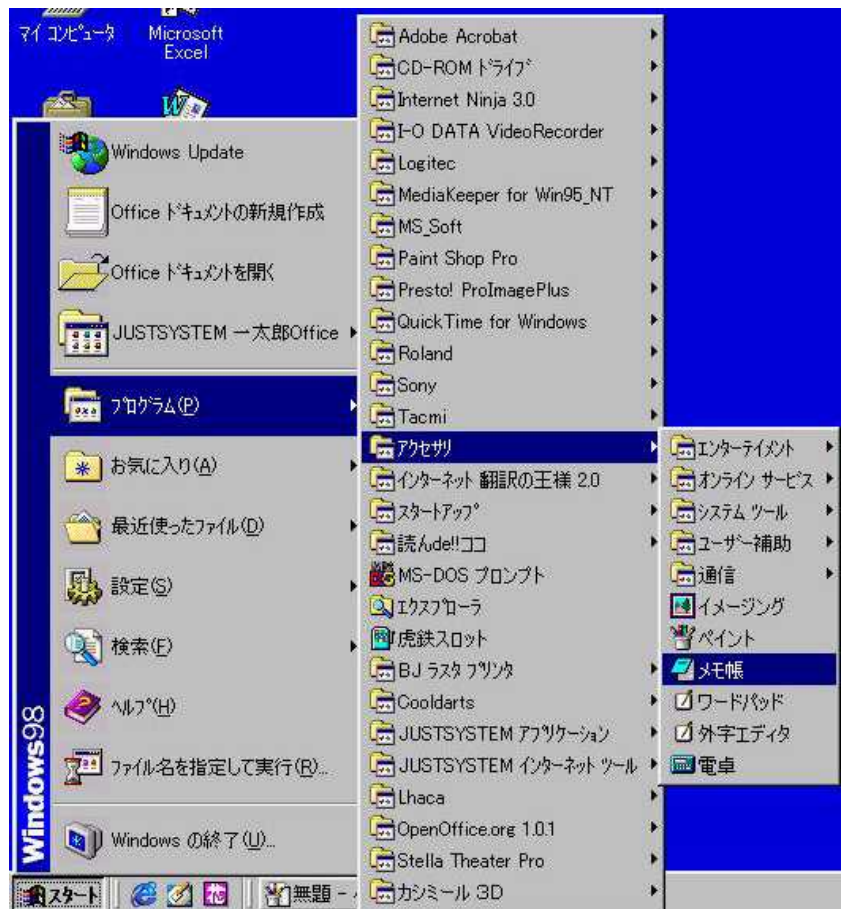 マイ コンピュータ
Microsoft
Excel
Windows Update
Office ドキュメントの新規作成
Office ドキュメントを開く
JUSTSYSTEM 一太郎Office
プログラム(P)
お気に入り(A)
最近使ったファイル(D)
設定(S)
検索(F)
ヘルプ(H)
ファイル名を指定して実行(R)...
Windows の終了(U)...
Windows98
スタート
無題 -
Adobe Acrobat
CD-ROM ドライブ
Internet Ninja 3.0
I-O DATA VideoRecorder
Logitec
MediaKeeper for Win95_NT
MS_Soft
Paint Shop Pro
Presto! ProImagePlus
QuickTime for Windows
Roland
Sony
Tacmi
アクセサリ
インターネット 翻訳の王様 2.0
スタートアップ
読んde!!ココ
MS-DOS プロンプト
エクスプローラ
虎鉄スロット
BJ ラスタ プリンタ
Cooldarts
JUSTSYSTEM アプリケーション
JUSTSYSTEM インターネット ツール
Lhaca
OpenOffice.org 1.0.1
Stella Theater Pro
カシミール 3D
エンターテイメント
オンライン サービス
システム ツール
ユーザー補助
通信
イメージング
ペイント
メモ帳
ワードパッド
外字エディタ
電卓